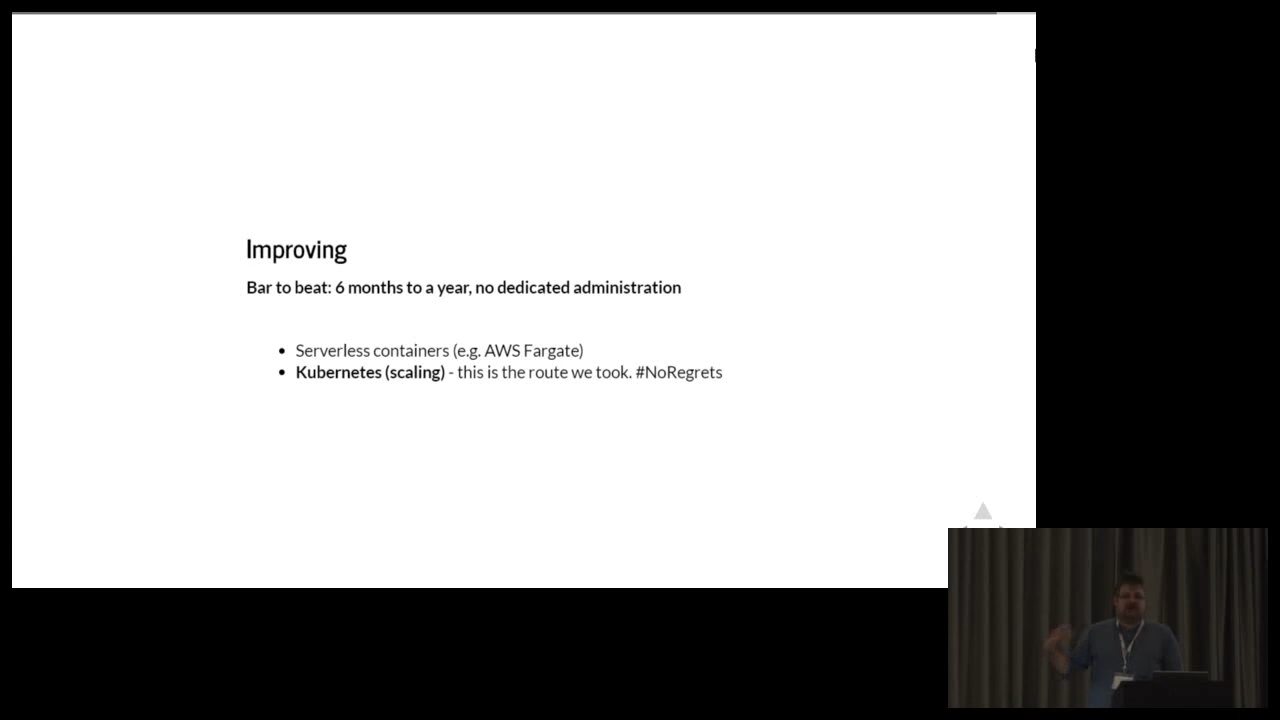 Improving
Bar to beat: 6 months to a year, no dedicated administration
Serverless containers (e.g. AWS Fargate)
Kubernetes (scaling) - this is the route we took. #NoRegrets